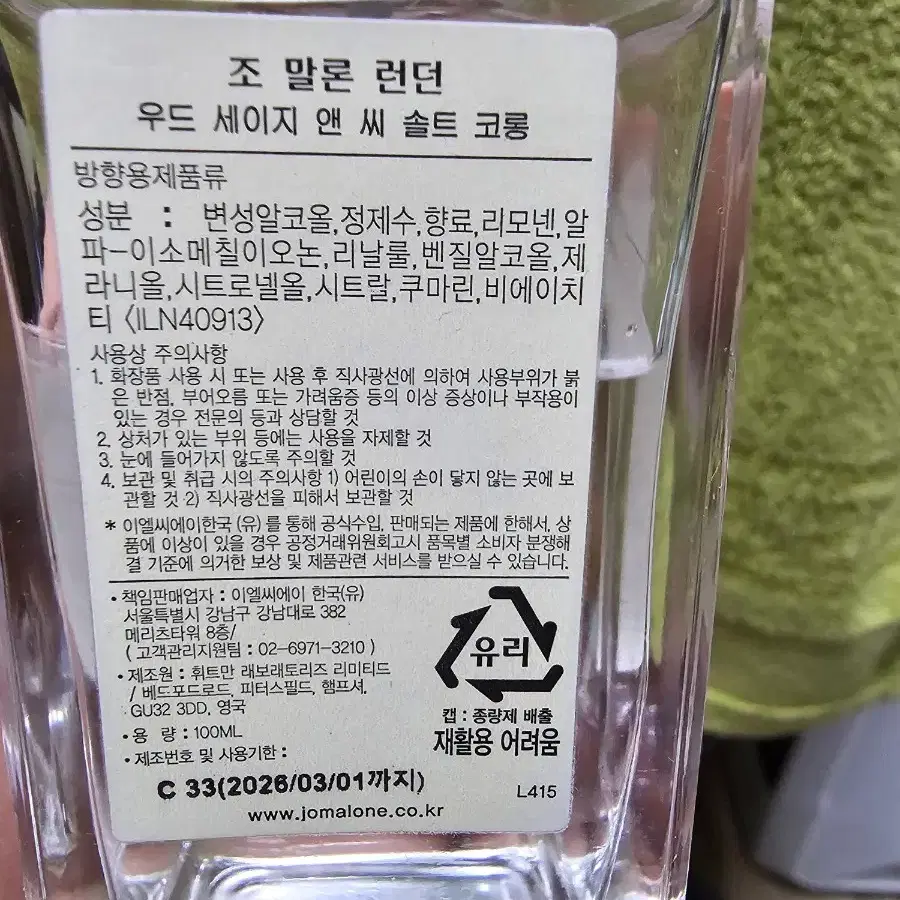 조 말론 런던
우드 세이지 앤 씨 솔트 코롱
방향용제품류
성분 : 변성알코올,정제수,향료,리모넨,알
파-이소메칠이오논,리날룰,벤질알코올,제
라니올,시트로넬올,시트랄,쿠마린,비에이치
티 <ILN40913>
사용상 주의사항
1. 화장품 사용 시 또는 사용 후 직사광선에 의하여 사용부위가 붉
은 반점, 부어오름 또는 가려움증 등의 이상 증상이나 부작용이
있는 경우 전문의 등과 상담할 것
2. 상처가 있는 부위 등에는 사용을 자제할 것
3. 눈에 들어가지 않도록 주의할 것
4. 보관 및 취급 시의 주의사항 1) 어린이의 손이 닿지 않는 곳에 보
관할 것 2) 직사광선을 피해서 보관할 것
* 이엘씨에이한국 (유) 를 통해 공식수입, 판매되는 제품에 한해서, 상
품에 이상이 있을 경우 공정거래위원회고시 품목별 소비자 분쟁해
결 기준에 의거한 보상 및 제품관련 서비스를 받으실 수 있습니다.
• 책임판매업자 : 이엘씨에이 한국(유)
서울특별시 강남구 강남대로 382
메리츠타워 8층/
( 고객관리지원팀 : 02-6971-3210 )
• 제조원 : 휘트만 래보래토리즈 리미티드
/ 베드포드로드, 피터스필드, 햄프셔,
GU32 3DD, 영국
• 용 량 : 100ML
• 제조번호 및 사용기한 :
C 33(2026/03/01까지)
유리
캡 : 종량제 배출
재활용 어려움
L415
www.jomalone.co.kr